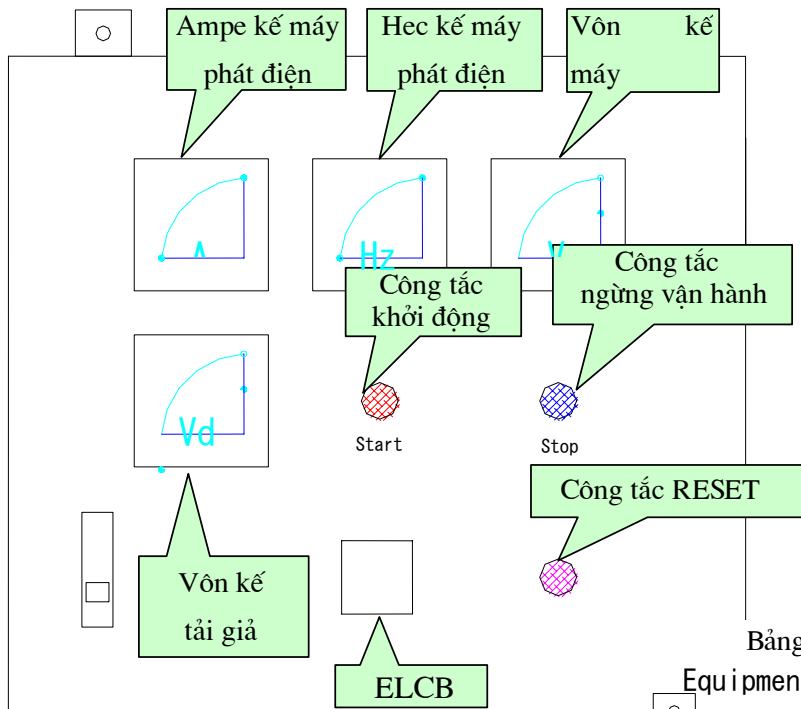 Ampe kế máy
phát điện
Hec kế máy
phát điện
Vôn kế
máy
A
Hz
V
Công tắc
khởi động
Công tắc
ngừng vận hành
Vd
Start
Stop
Công tắc RESET
Vôn kế
tải giả
ELCB
Bảng
Equipmen